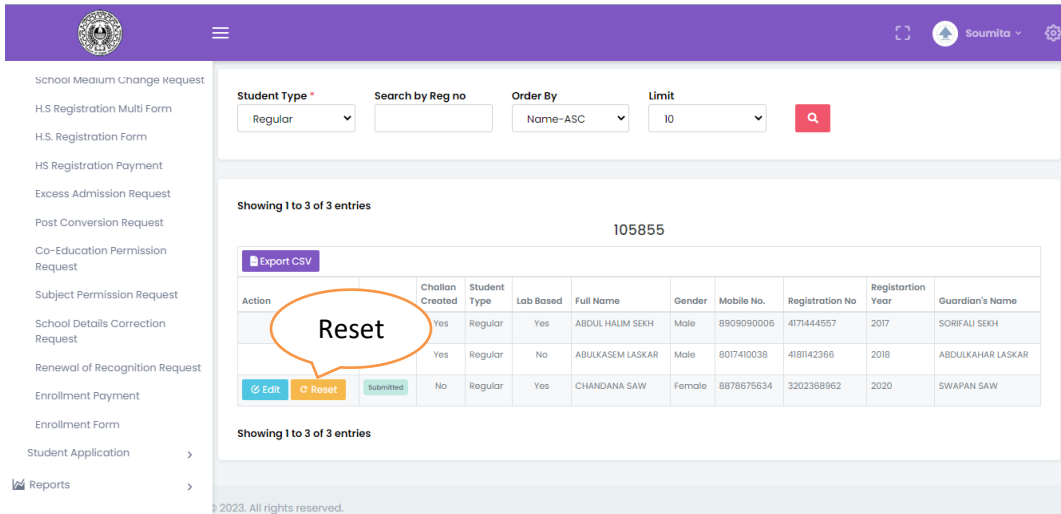 Soumita
School Medium Change Request
H.S Registration Multi Form
H.S. Registration Form
HS Registration Payment
Excess Admission Request
Post Conversion Request
Co-Education Permission
Request
Subject Permission Request
School Details Correction
Request
Renewal of Recognition Request
Enrollment Payment
Enrollment Form
Student Application
Reports
Student Type * Search by Reg no Order By Limit
Regular Name-ASC 10
Showing 1 to 3 of 3 entries
105855
Export CSV
Action Challan Created Student Type Lab Based Full Name Gender Mobile No. Registration No Registartion Year Guardian's Name
Yes Regular Yes ABDUL HALIM SEKH Male 8909090006 4171444557 2017 SORIFALI SEKH
Reset
Yes Regular No ABULKASEM LASKAR Male 8017410038 4181142366 2018 ABDULKAHAR LASKAR
Edit Reset Submitted No Regular Yes CHANDANA SAW Female 8878675634 3202368962 2020 SWAPAN SAW
Showing 1 to 3 of 3 entries
2023. All rights reserved.